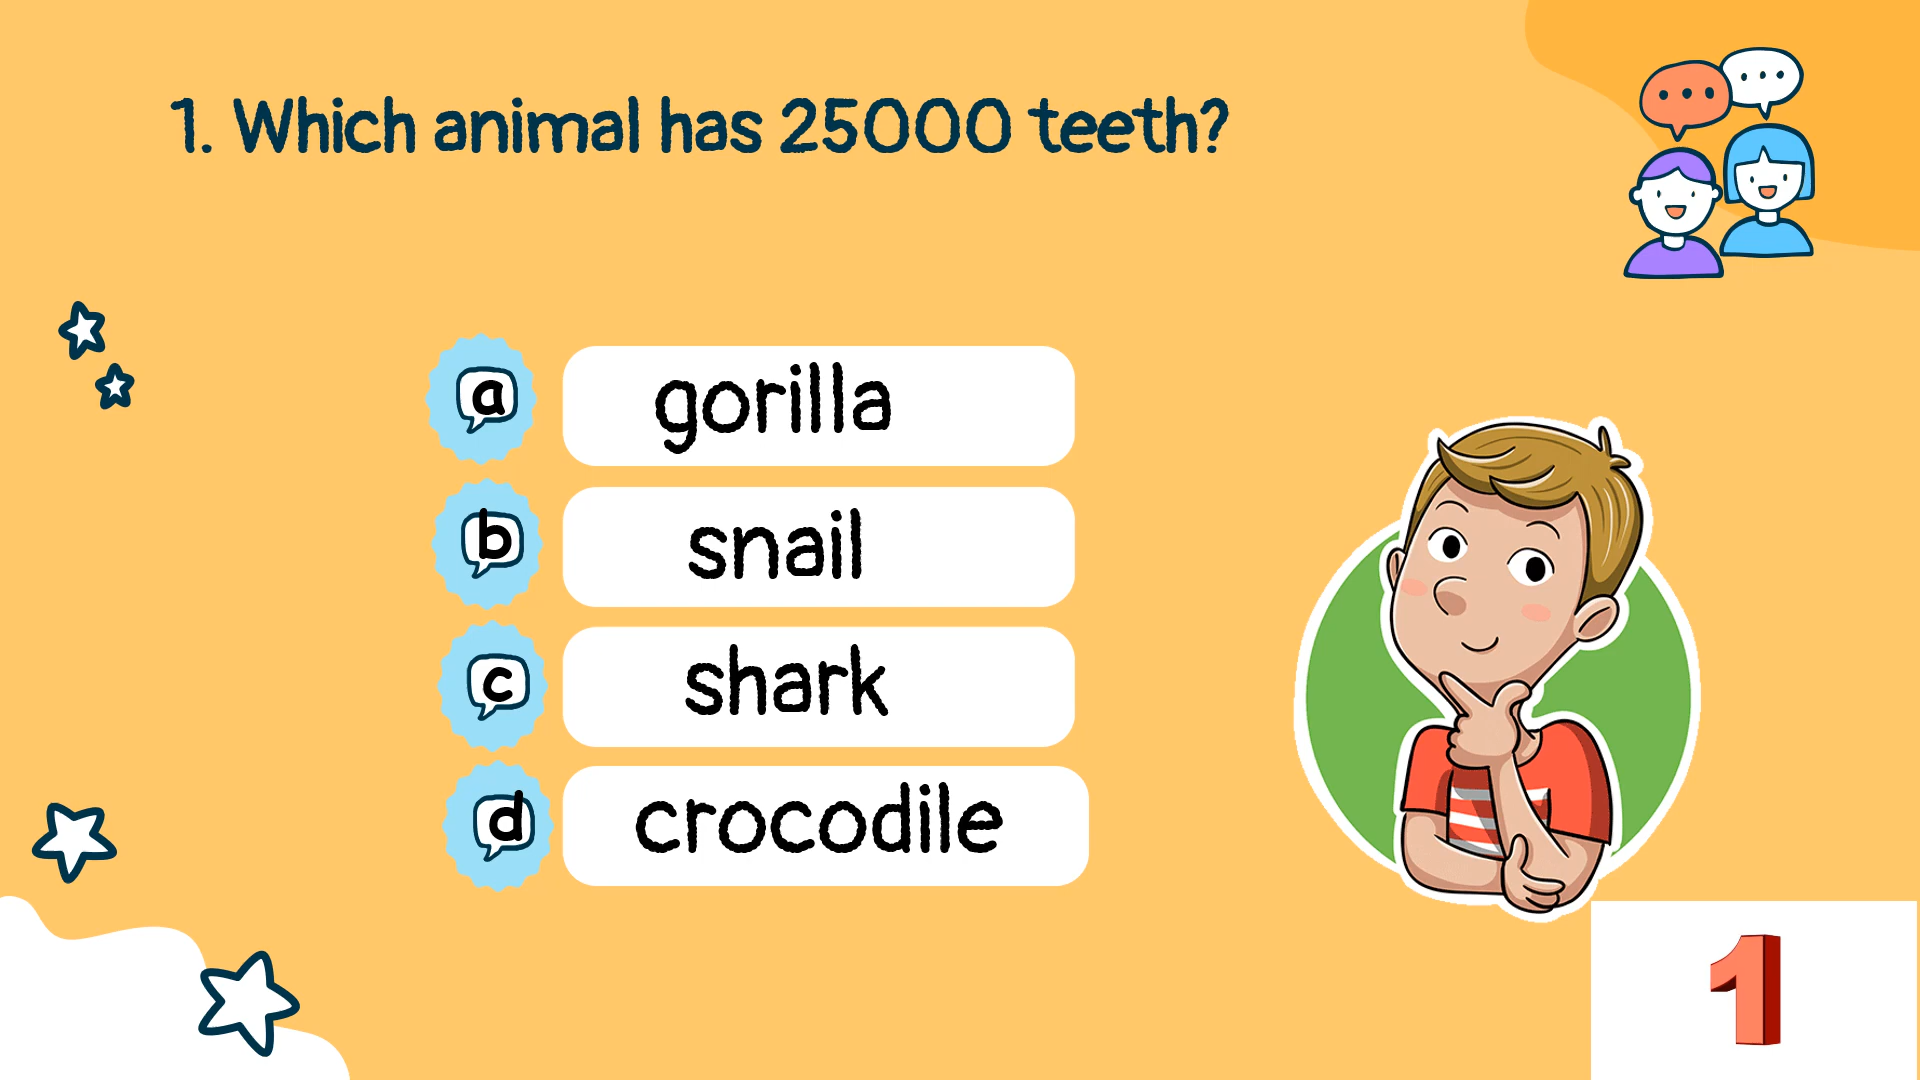 1. Which animal has 25000 teeth?
a gorilla
b snail
c shark
d crocodile
1